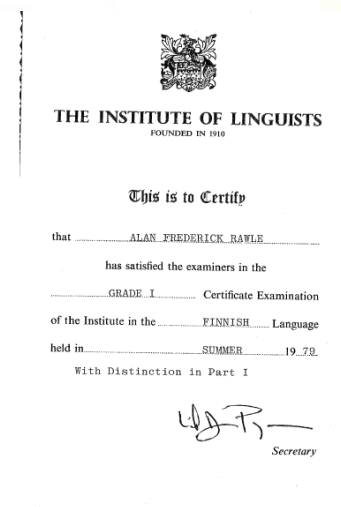 THE INSTITUTE OF LINGUISTS
FOUNDED IN 1910
This is to Certify
that ALAN FREDERICK RAWLE
has satisfied the examiners in the
GRADE I Certificate Examination
of the Institute in the FINNISH Language
held in SUMMER 19 79
With Distinction in Part I
Secretary